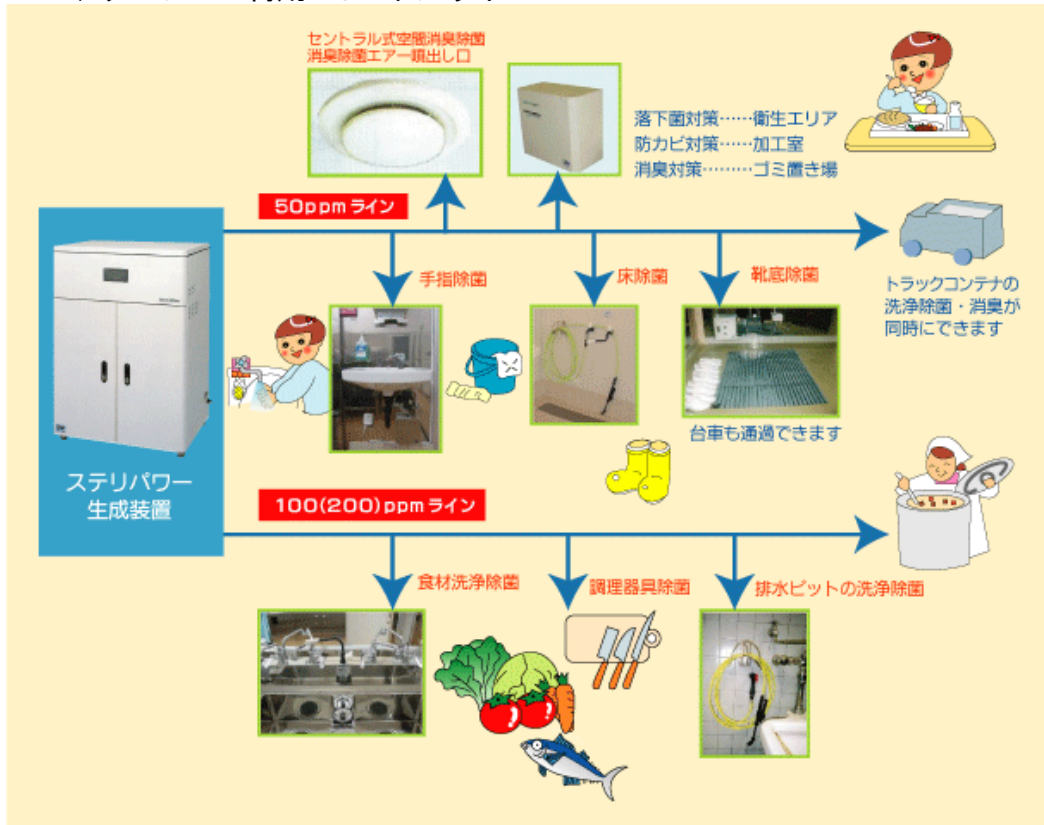 セントラル式空間消臭除菌
消臭除菌エアー噴出し口
落下菌対策……衛生エリア
防カビ対策……加工室
消臭対策………ゴミ置き場
50ppmライン
手指除菌
床除菌
靴底除菌
トラックコンテナの
洗浄除菌・消臭が
同時にできます
台車も通過できます
ステリパワー
生成装置
100(200)ppmライン
食材洗浄除菌
調理器具除菌
排水ピットの洗浄除菌